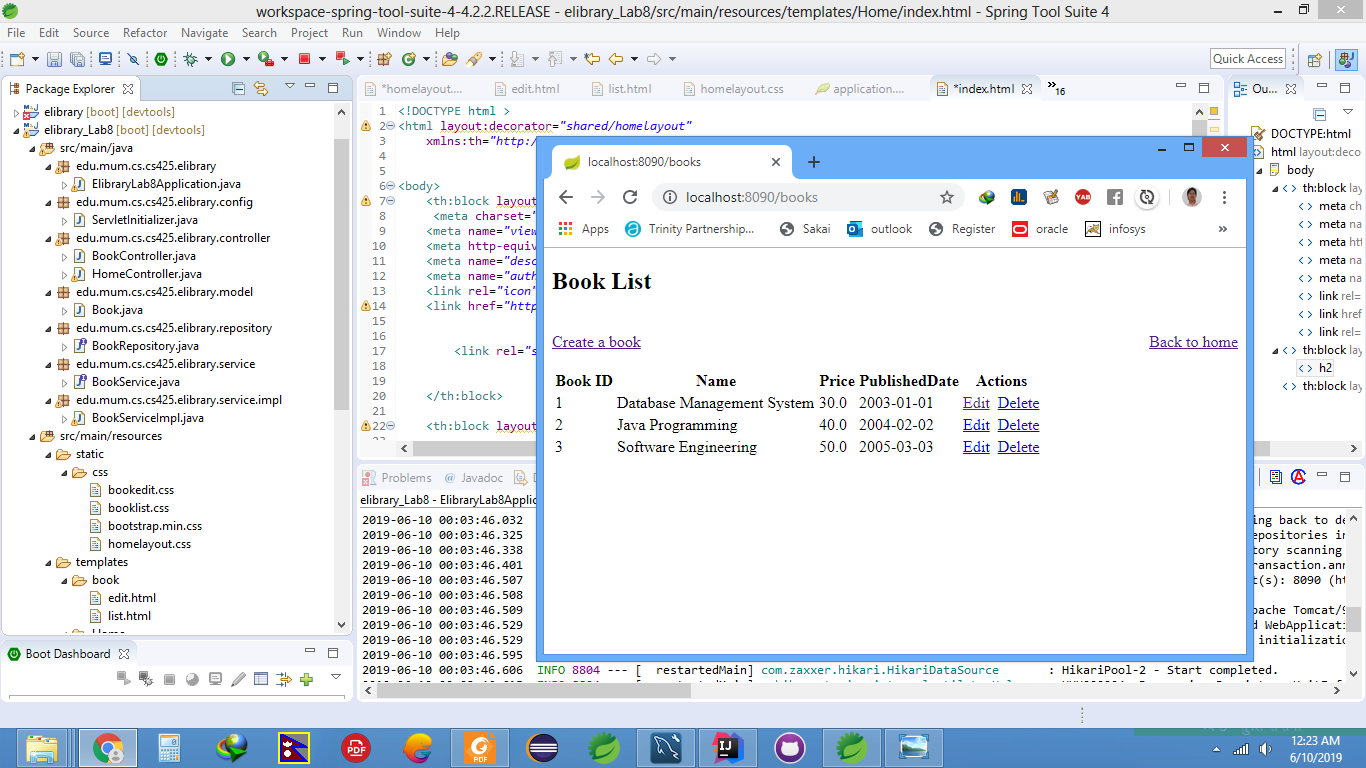 workspace-spring-tool-suite-4-4.2.2.RELEASE - elibrary_Lab8/src/main/resources/templates/Home/index.html - Spring Tool Suite 4
File Edit Source Refactor Navigate Search Project Run Window Help
Quick Access
Package Explorer
elibrary [boot] [devtools]
elibrary_Lab8 [boot] [devtools]
src/main/java
edu.mum.cs.cs425.elibrary
ElibraryLab8Application.java
edu.mum.cs.cs425.elibrary.config
ServletInitializer.java
edu.mum.cs.cs425.elibrary.controller
BookController.java
HomeController.java
edu.mum.cs.cs425.elibrary.model
Book.java
edu.mum.cs.cs425.elibrary.repository
BookRepository.java
edu.mum.cs.cs425.elibrary.service
BookService.java
edu.mum.cs.cs425.elibrary.service.impl
BookServiceImpl.java
src/main/resources
static
css
bookedit.css
booklist.css
bootstrap.min.css
homelayout.css
templates
book
edit.html
list.html
Boot Dashboard
*homelayout.... edit.html list.html homelayout.css application.... *index.html »16
1 <!DOCTYPE html >
2 <html layout:decorator="shared/homelayout"
3 xmlns:th="http:/
4
5
6 <body>
7 <th:block layou
8 <meta charset="
9 <meta name="view
10 <meta http-equiv
11 <meta name="desc
12 <meta name="auth
13 <link rel="icon"
14 <link href="http
15
16
17 <link rel="s
18
19
20 </th:block>
21
22 <th:block layout
Ou...
DOCTYPE:html
html layout:deco
body
th:block lay
meta ch
meta na
meta htt
meta na
meta na
link rel=
link href
link rel=
th:block lay
h2
th:block lay
localhost:8090/books
localhost:8090/books
Apps Trinity Partnership... Sakai outlook Register oracle infosys »
Book List
Create a book Back to home
Book ID Name Price PublishedDate Actions
1 Database Management System 30.0 2003-01-01 Edit Delete
2 Java Programming 40.0 2004-02-02 Edit Delete
3 Software Engineering 50.0 2005-03-03 Edit Delete
Problems @ Javadoc
elibrary_Lab8 - ElibraryLab8Applic
2019-06-10 00:03:46.032 ing back to de
2019-06-10 00:03:46.325 epositories in
2019-06-10 00:03:46.338 tory scanning
2019-06-10 00:03:46.401 ransaction.ann
2019-06-10 00:03:46.507 t(s): 8090 (ht
2019-06-10 00:03:46.508
2019-06-10 00:03:46.509 pache Tomcat/9
2019-06-10 00:03:46.529 d WebApplicati
2019-06-10 00:03:46.529 initializatio
2019-06-10 00:03:46.595
2019-06-10 00:03:46.606 INFO 8804 --- [ restartedMain] com.zaxxer.hikari.HikariDataSource : HikariPool-2 - Start completed.
12:23 AM
6/10/2019